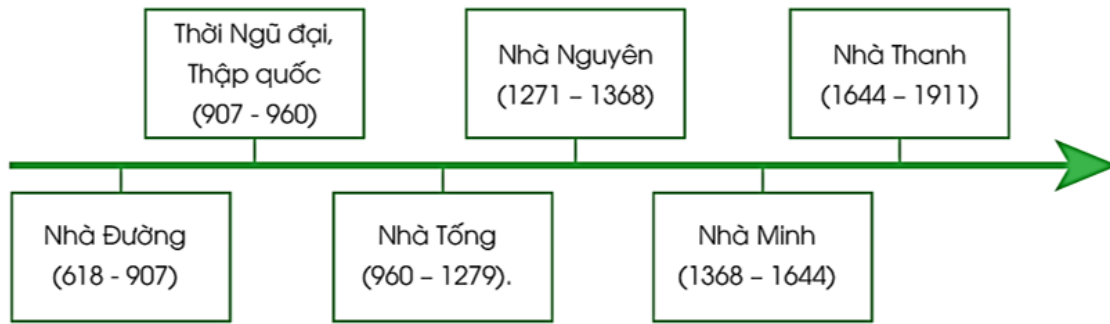 Thời Ngũ đại,
Thập quốc
(907 - 960)
Nhà Nguyên
(1271 – 1368)
Nhà Thanh
(1644 – 1911)
Nhà Đường
(618 - 907)
Nhà Tống
(960 – 1279).
Nhà Minh
(1368 – 1644)